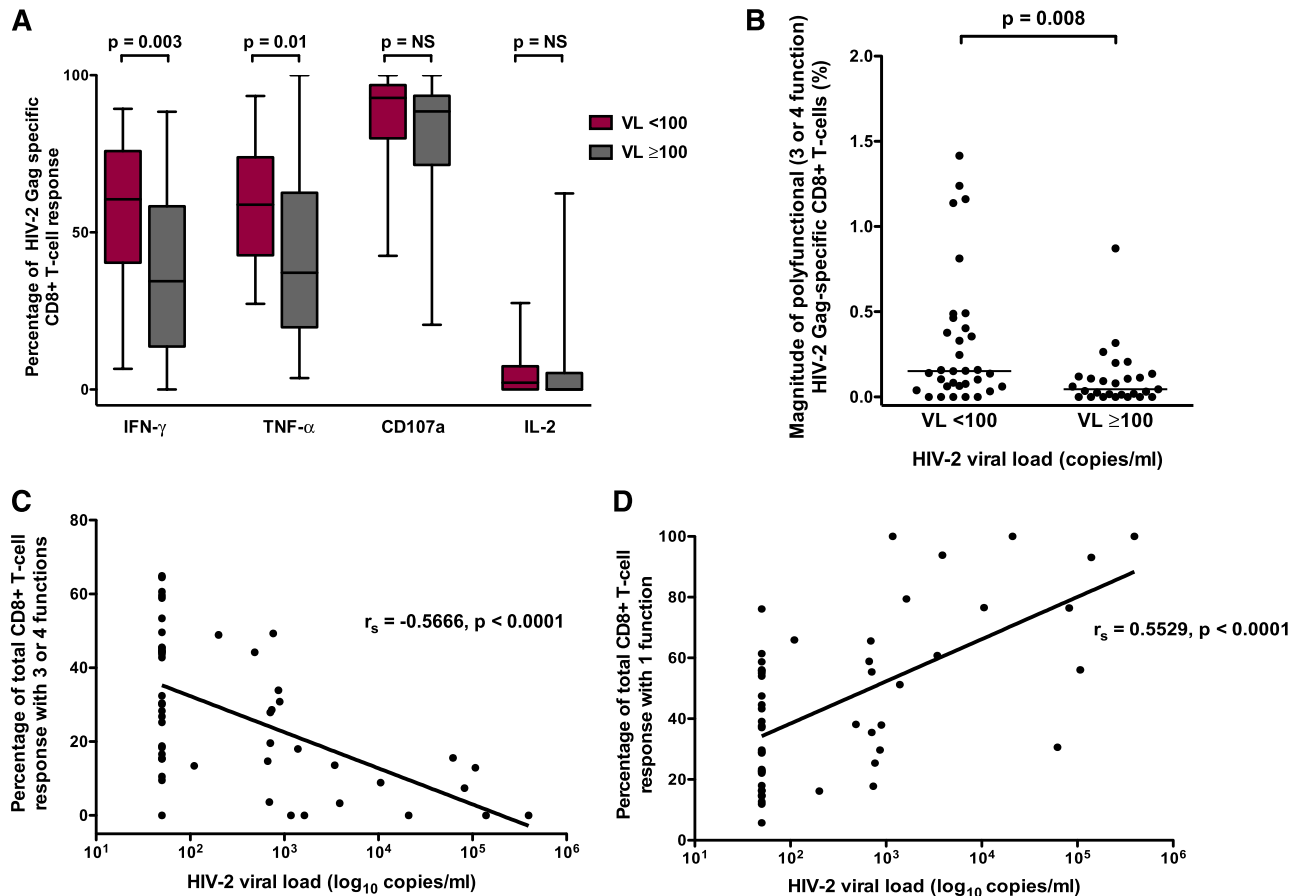 A
p = 0.003
p = 0.01
p = NS
p = NS
Percentage of HIV-2 Gag specific
CD8+ T-cell response
100
50
0
IFN-γ
TNF-α
CD107a
IL-2
VL <100
VL ≥100
B
p = 0.008
Magnitude of polyfunctional (3 or 4 function)
HIV-2 Gag-specific CD8+ T-cells (%)
2.0
1.5
1.0
0.5
0.0
VL <100
VL ≥100
HIV-2 viral load (copies/ml)
C
Percentage of total CD8+ T-cell
response with 3 or 4 functions
80
60
40
20
0
rs = -0.5666, p < 0.0001
10¹
10²
10³
10⁴
10⁵
10⁶
HIV-2 viral load (log₁₀ copies/ml)
D
Percentage of total CD8+ T-cell
response with 1 function
100
80
60
40
20
0
rs = 0.5529, p < 0.0001
10¹
10²
10³
10⁴
10⁵
10⁶
HIV-2 viral load (log₁₀ copies/ml)